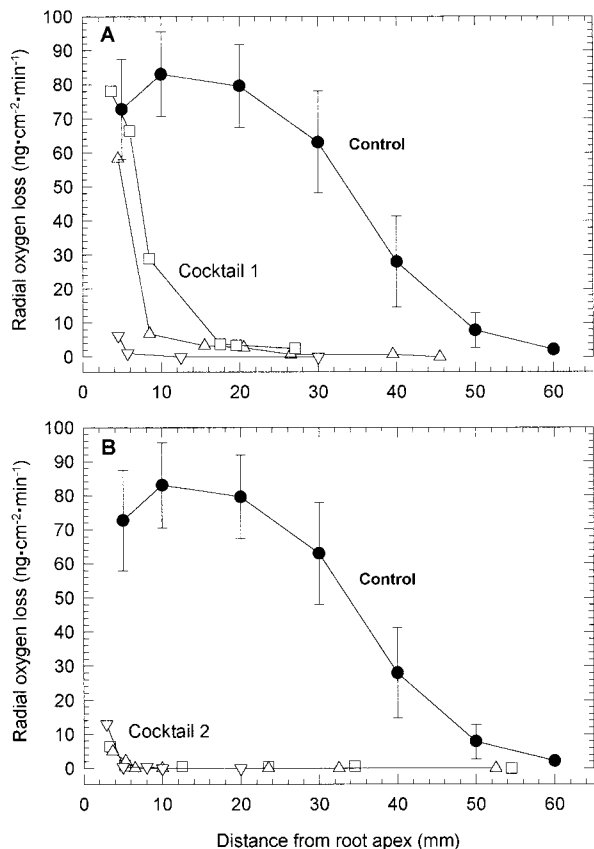 100
90
80
70
60
50
40
30
20
10
0
A
Control
Cocktail 1
Radial oxygen loss (ng·cm⁻²·min⁻¹)
0 10 20 30 40 50 60
100
90
80
70
60
50
40
30
20
10
0
B
Control
Cocktail 2
Radial oxygen loss (ng·cm⁻²·min⁻¹)
0 10 20 30 40 50 60
Distance from root apex (mm)